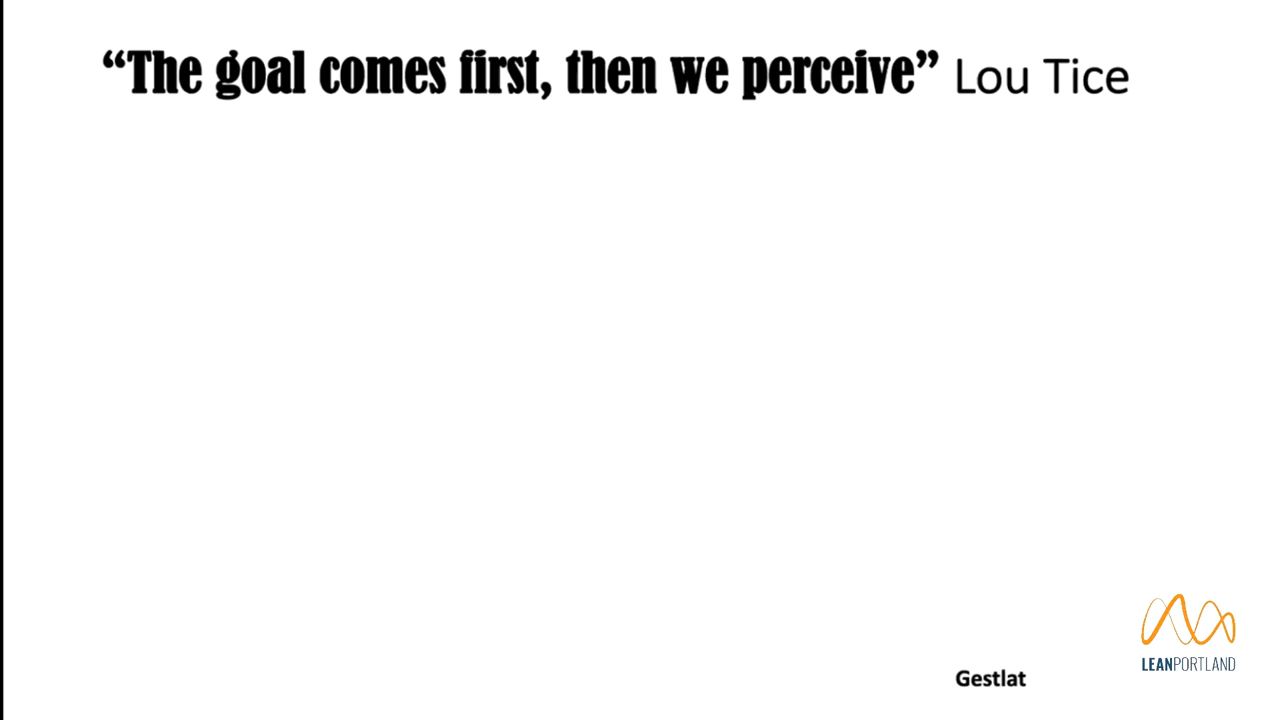 “The goal comes first, then we perceive” Lou Tice
LEANPORTLAND
Gestlat